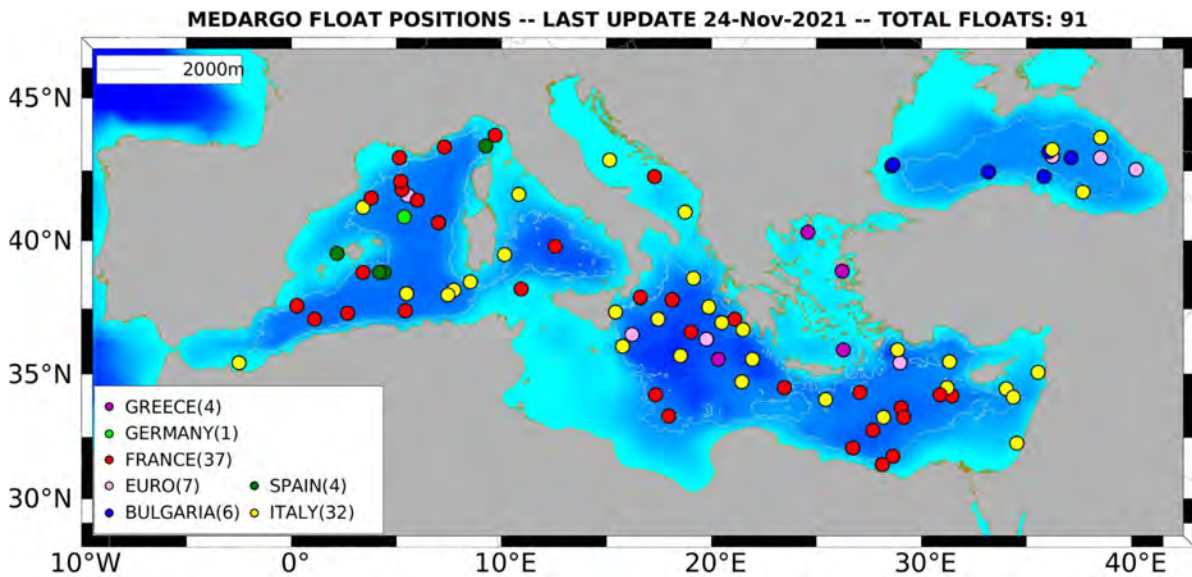 MEDARGO FLOAT POSITIONS -- LAST UPDATE 24-Nov-2021 -- TOTAL FLOATS: 91
2000m
45°N
40°N
35°N
30°N
GREECE(4)
GERMANY(1)
FRANCE(37)
EURO(7) SPAIN(4)
BULGARIA(6) ITALY(32)
10°W 0°E 10°E 20°E 30°E 40°E